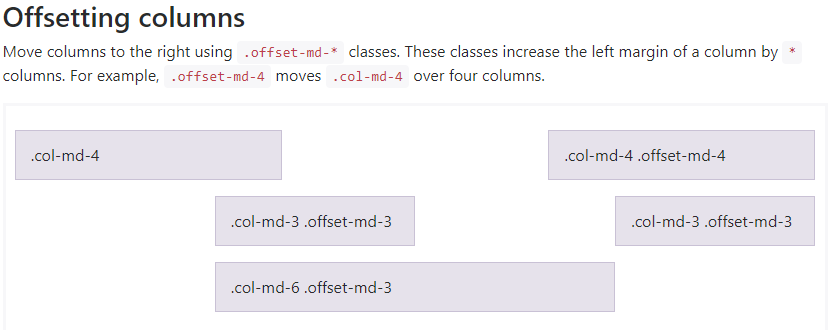 Offsetting columns
Move columns to the right using .offset-md-* classes. These classes increase the left margin of a column by *
columns. For example, .offset-md-4 moves .col-md-4 over four columns.
.col-md-4
.col-md-4 .offset-md-4
.col-md-3 .offset-md-3
.col-md-3 .offset-md-3
.col-md-6 .offset-md-3